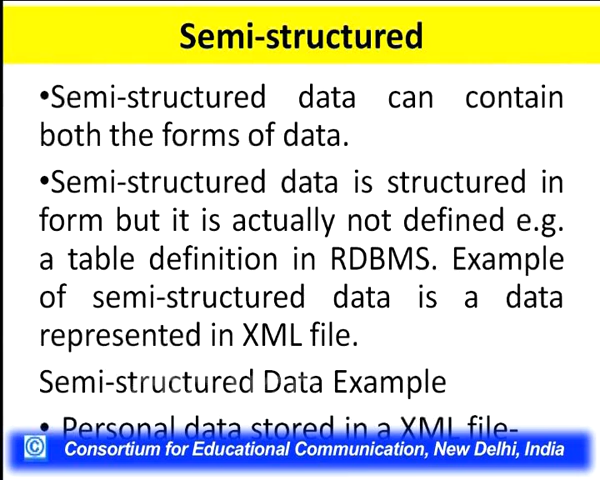 Semi-structured
•Semi-structured data can contain
both the forms of data.
•Semi-structured data is structured in
form but it is actually not defined e.g.
a table definition in RDBMS. Example
of semi-structured data is a data
represented in XML file.
Semi-structured Data Example
• Personal data stored in a XML file-
© Consortium for Educational Communication, New Delhi, India